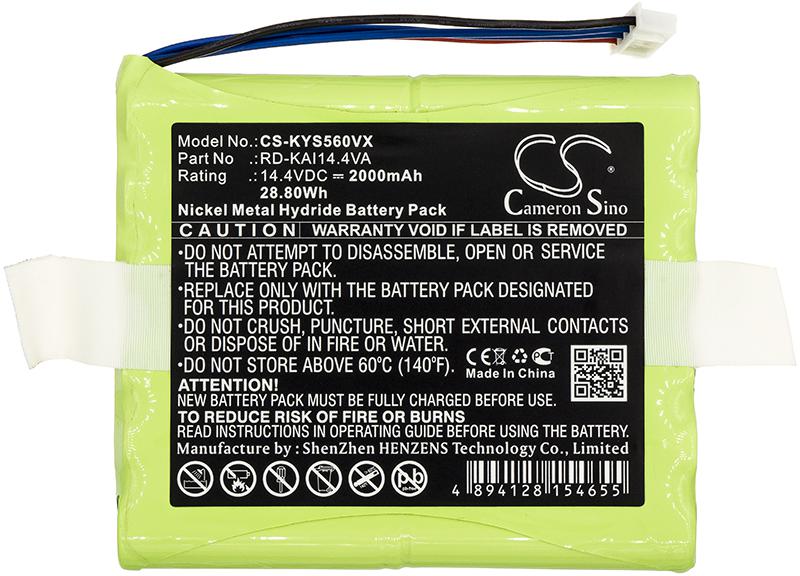 Model No.: CS-KYS560VX
Part No. :RD-KAI14.4VA
Rating :14.4VDC ⎓ 2000mAh
28.80Wh
Nickel Metal Hydride Battery Pack
CS
Cameron Sino
CAUTION WARRANTY VOID IF LABEL IS REMOVED
•DO NOT ATTEMPT TO DISASSEMBLE, OPEN OR SERVICE
THE BATTERY PACK.
•REPLACE ONLY WITH THE BATTERY PACK DESIGNATED
FOR THIS PRODUCT.
•DO NOT CRUSH, PUNCTURE, SHORT EXTERNAL CONTACTS
OR DISPOSE OF IN FIRE OR WATER.
•DO NOT STORE ABOVE 60°C (140°F).
CE
Made In China
ATTENTION!
NEW BATTERY PACK MUST BE FULLY CHARGED BEFORE INITIAL USE.
TO REDUCE RISK OF FIRE OR BURNS
READ INSTRUCTIONS IN OPERATING GUIDE BEFORE USING BATTERY.
Manufacture by : ShenZhen HENZENS Technology Co., Limited
4 894128 154655